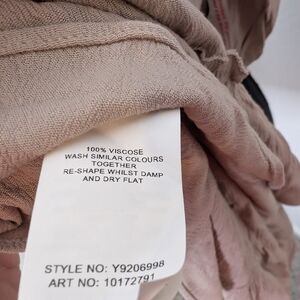 100% VISCOSE
WASH SIMILAR COLOURS
TOGETHER
RE-SHAPE WHILST DAMP
AND DRY FLAT
STYLE NO: Y9206998
ART NO: 10172791